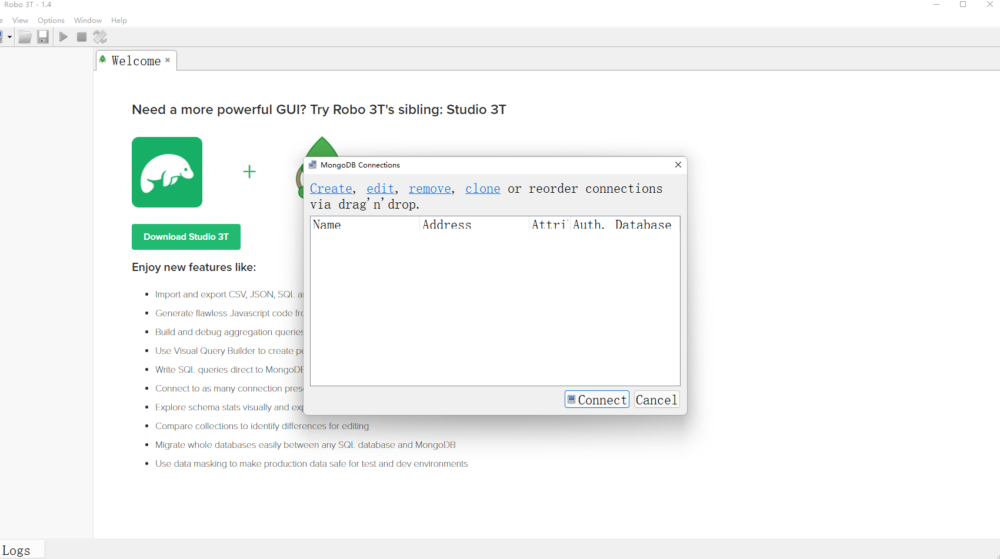 Robo 3T - 1.4
View Options Window Help
Welcome
Need a more powerful GUI? Try Robo 3T's sibling: Studio 3T
Download Studio 3T
Enjoy new features like:
Import and export CSV, JSON, SQL
Generate flawless Javascript code
Build and debug aggregation queries
Use Visual Query Builder to create
Write SQL queries direct to MongoDB
Connect to as many connection
Explore schema stats visually and
Compare collections to identify differences for editing
Migrate whole databases easily between any SQL database and MongoDB
Use data masking to make production data safe for test and dev environments
MongoDB Connections
Create, edit, remove, clone or reorder connections
via drag'n'drop.
Name Address Attri Auth. Database
Connect Cancel
Logs